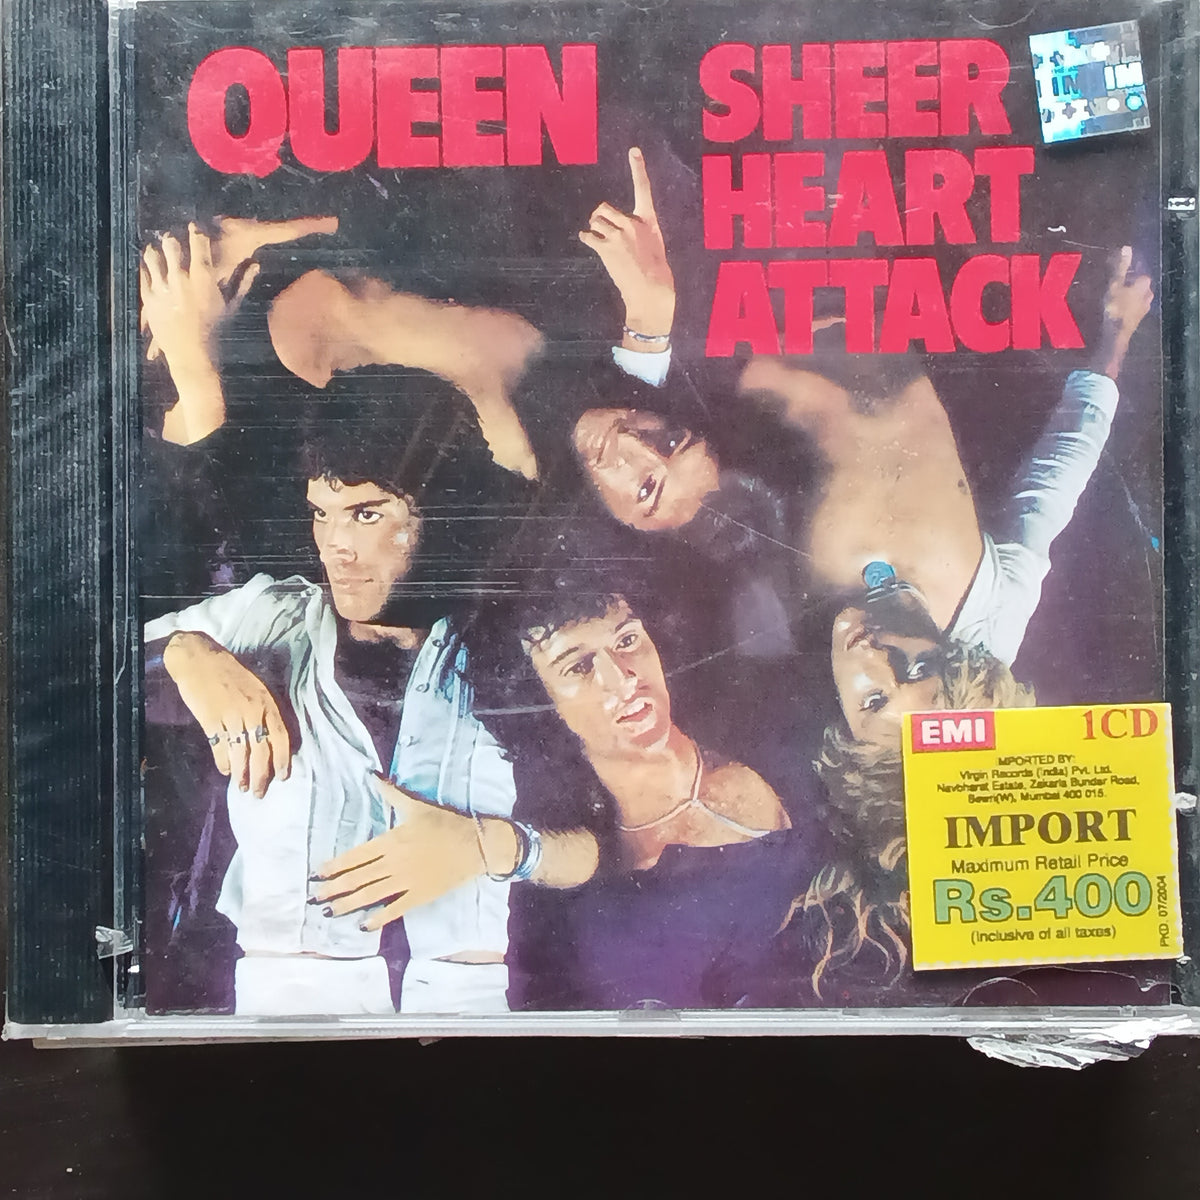 QUEEN
SHEER
HEART
ATTACK
EMI
1CD
IMPORTED BY:
Virgin Records (India) Pvt. Ltd.
Navbharat Estate, Zakaria Bunder Road,
Sewri(W), Mumbai 400 015.
IMPORT
Maximum Retail Price
Rs.400
(Inclusive of all taxes)
PKD. 07/2004